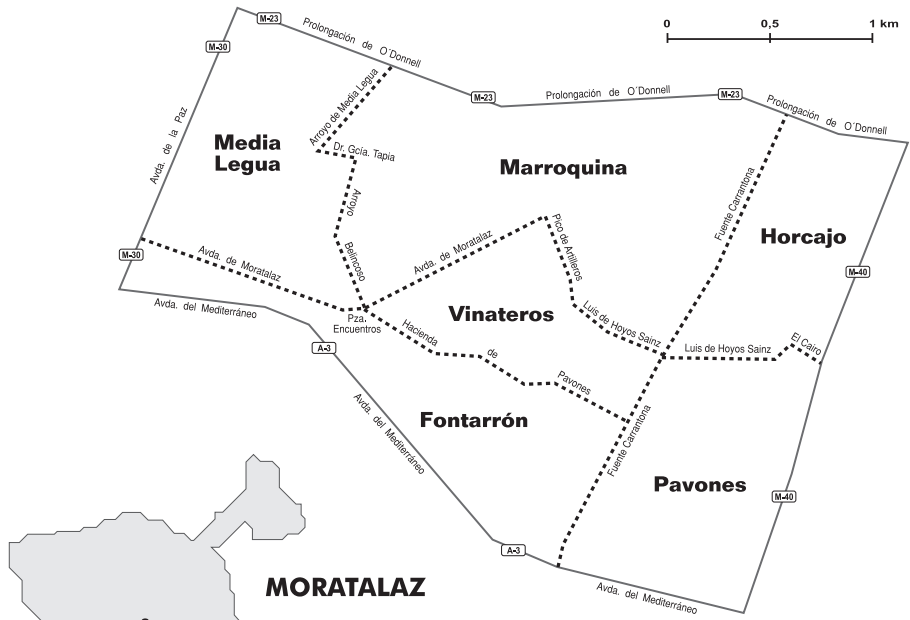 M-23
Prolongación de O´Donnell
0
0,5
1 km
M-30
Arroyo de Media Legua
M-23
Prolongación de O´Donnell
M-23
Prolongación de O´Donnell
Avda. de la Paz
Media
Legua
Dr. Gcía. Tapia
Marroquina
Fuente Carrantona
Arroyo
Belincoso
Pico de Artilleros
Horcajo
M-30
Avda. de Moratalaz
Avda. de Moratalaz
M-40
Avda. del Mediterráneo
Pza.
Encuentros
Vinateros
Luis de Hoyos Sainz
Luis de Hoyos Sainz
El Cairo
A-3
Hacienda
de
Pavones
Avda. del Mediterráneo
Fontarrón
Fuente Carrantona
Pavones
M-40
A-3
MORATALAZ
Avda. del Mediterráneo